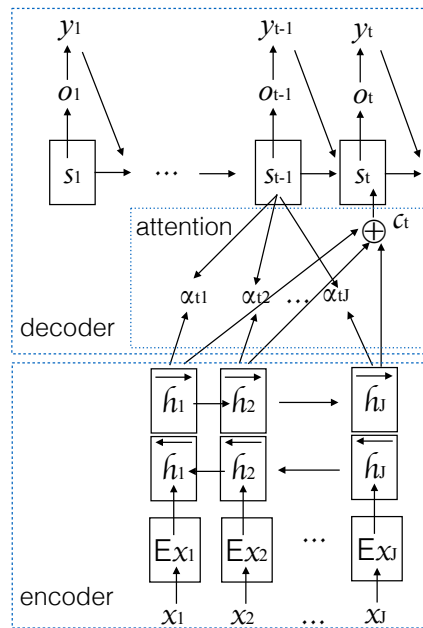 y1 yt-1 yt
o1 ot-1 ot
s1 ... st-1 st
attention ct
αt1 αt2 ... αtJ
decoder
h1 h2 hJ
h1 h2 hJ
Ex1 Ex2 ... ExJ
encoder
x1 x2 ... xJ